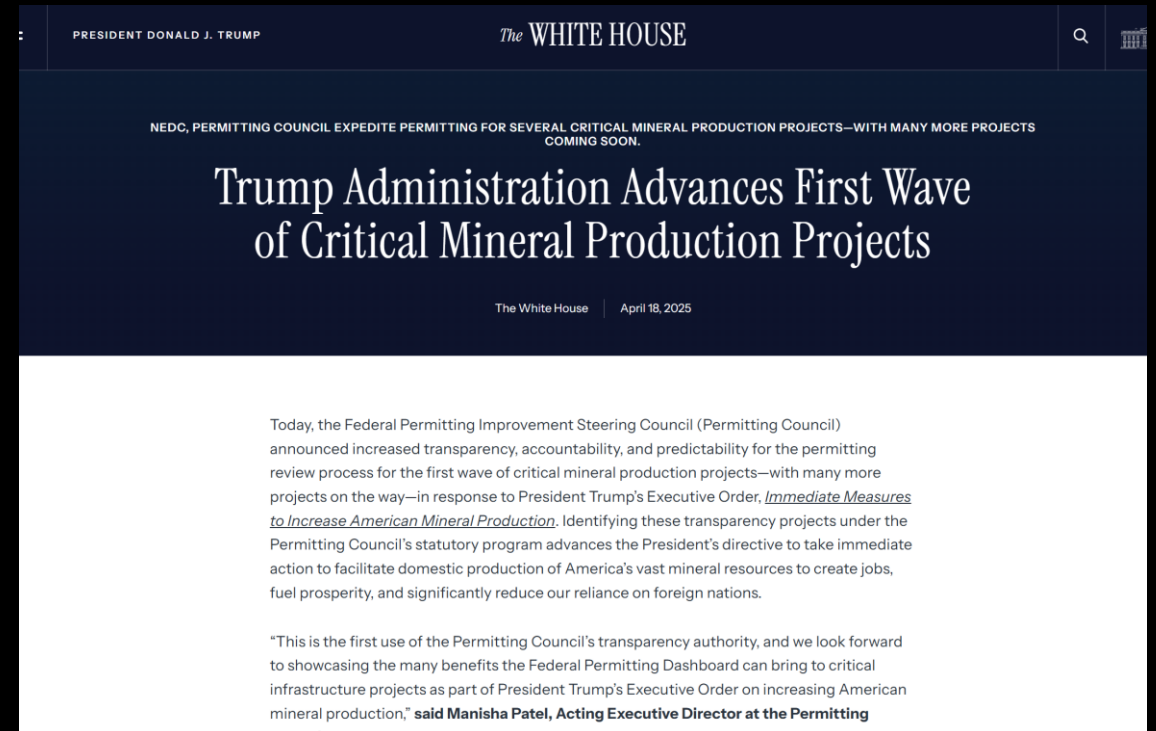 PRESIDENT DONALD J. TRUMP
The WHITE HOUSE
NEDC, PERMITTING COUNCIL EXPEDITE PERMITTING FOR SEVERAL CRITICAL MINERAL PRODUCTION PROJECTS—WITH MANY MORE PROJECTS
COMING SOON.
Trump Administration Advances First Wave
of Critical Mineral Production Projects
The White House
April 18, 2025
Today, the Federal Permitting Improvement Steering Council (Permitting Council)
announced increased transparency, accountability, and predictability for the permitting
review process for the first wave of critical mineral production projects—with many more
projects on the way—in response to President Trump’s Executive Order, Immediate Measures
to Increase American Mineral Production. Identifying these transparency projects under the
Permitting Council’s statutory program advances the President’s directive to take immediate
action to facilitate domestic production of America’s vast mineral resources to create jobs,
fuel prosperity, and significantly reduce our reliance on foreign nations.
“This is the first use of the Permitting Council’s transparency authority, and we look forward
to showcasing the many benefits the Federal Permitting Dashboard can bring to critical
infrastructure projects as part of President Trump’s Executive Order on increasing American
mineral production,” said Manisha Patel, Acting Executive Director at the Permitting